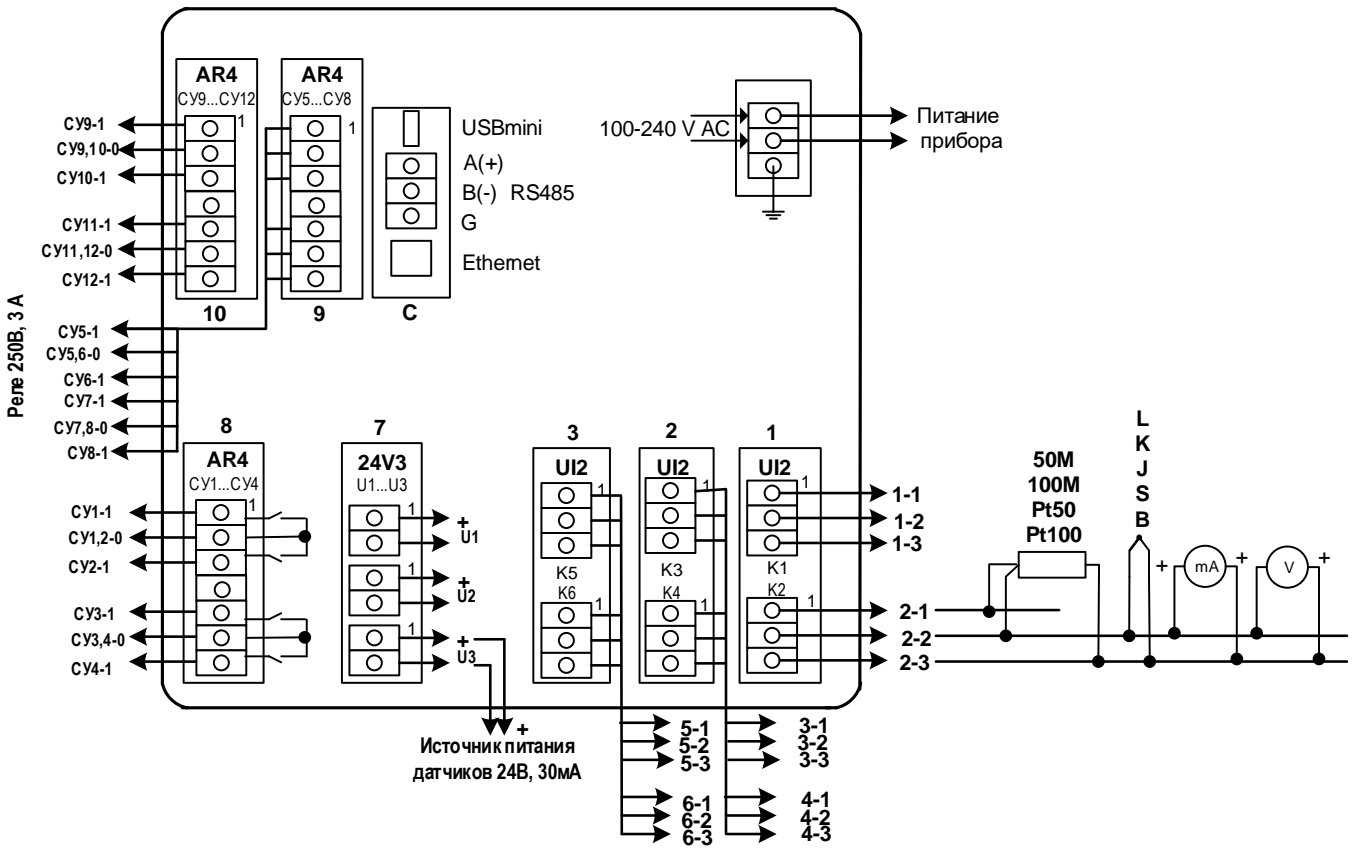 AR4
СУ9...СУ12
1
10
AR4
СУ5...СУ8
1
9
USBmini
A(+)
B(-) RS485
G
Ethernet
C
100-240 V AC
Питание
прибора
СУ9-1
СУ9,10-0
СУ10-1
СУ11-1
СУ11,12-0
СУ12-1
Реле 250В, 3 А
СУ5-1
СУ5,6-0
СУ6-1
СУ7-1
СУ7,8-0
СУ8-1
СУ1-1
СУ1,2-0
СУ2-1
СУ3-1
СУ3,4-0
СУ4-1
8
AR4
СУ1...СУ4
1
7
24V3
U1...U3
1
+
U1
1
+
U2
1
+
U3
+
Источник питания
датчиков 24В, 30мА
3
UI2
1
K5
K6
1
2
UI2
1
K3
K4
1
1
UI2
1
K1
K2
1
1-1
1-2
1-3
2-1
2-2
2-3
5-1
5-2
5-3
6-1
6-2
6-3
3-1
3-2
3-3
4-1
4-2
4-3
50M
100M
Pt50
Pt100
L
K
J
S
B
+
mA
+
V
+